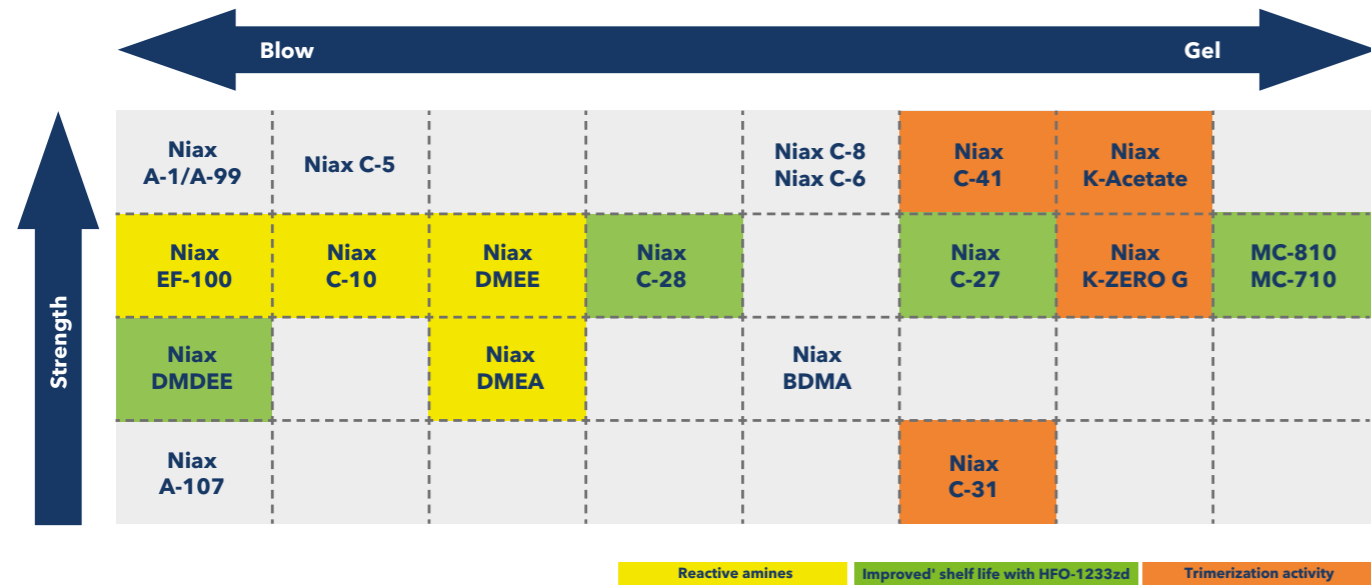 Blow
Gel
Strength
Niax
A-1/A-99
Niax C-5
Niax C-8
Niax C-6
Niax
C-41
Niax
K-Acetate
Niax
EF-100
Niax
C-10
Niax
DMEE
Niax
C-28
Niax
C-27
Niax
K-ZERO G
MC-810
MC-710
Niax
DMDEE
Niax
DMEA
Niax
BDMA
Niax
A-107
Niax
C-31
Reactive amines
Improved' shelf life with HFO-1233zd
Trimerization activity